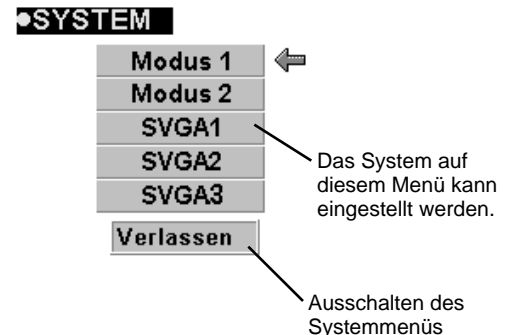 ●SYSTEM
Modus 1
Modus 2
SVGA1
SVGA2
SVGA3
Das System auf
diesem Menü kann
eingestellt werden.
Verlassen
Ausschalten des
Systemmenüs